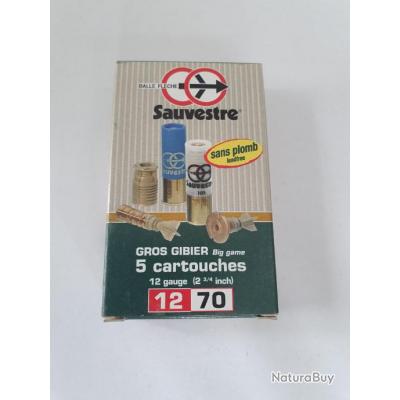 BALLE FLECHE
Sauvestre®
sans plomb
leadfree
SAUVESTRE
GROS GIBIER Big game
5 cartouches
12 gauge (2 3/4 inch)
12 70
NaturaBuy